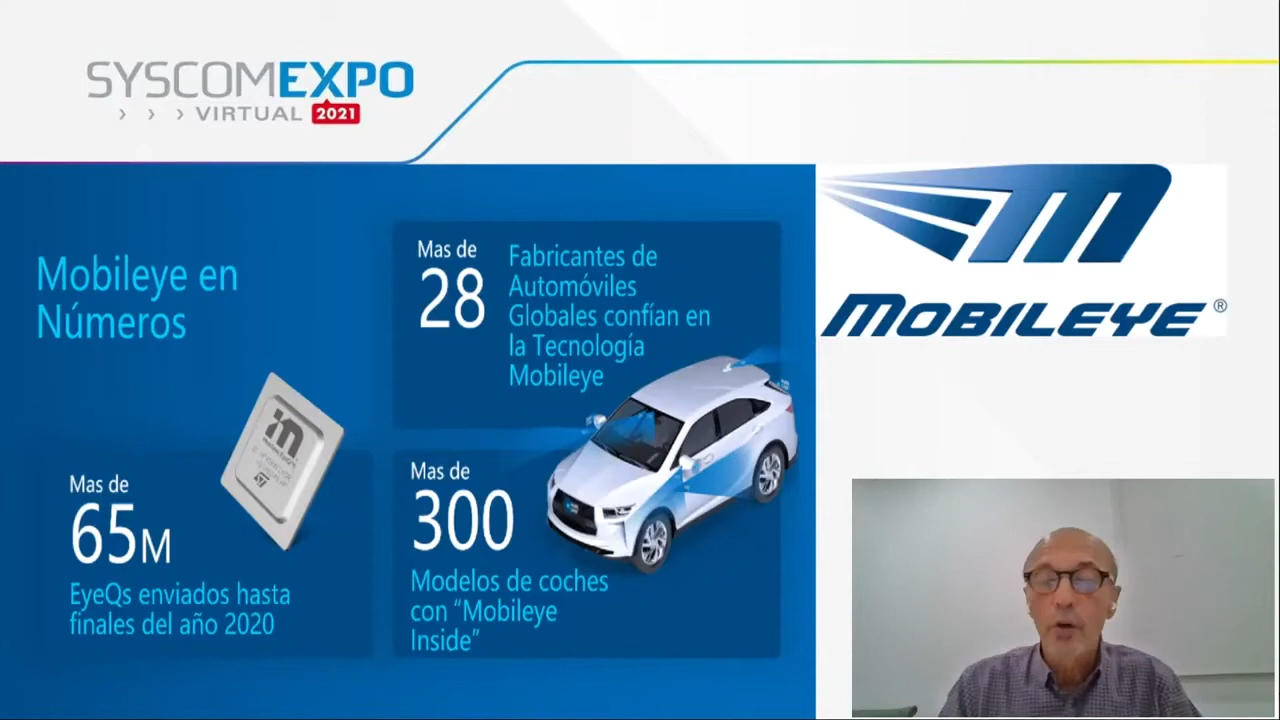 SYSCOMEXPO
VIRTUAL 2021
Mobileye en
Números
Mas de
28
Fabricantes de
Automóviles
Globales confían en
la Tecnología
Mobileye
Mas de
65M
EyeQs enviados hasta
finales del año 2020
Mas de
300
Modelos de coches
con “Mobileye
Inside”
MOBILEYE®